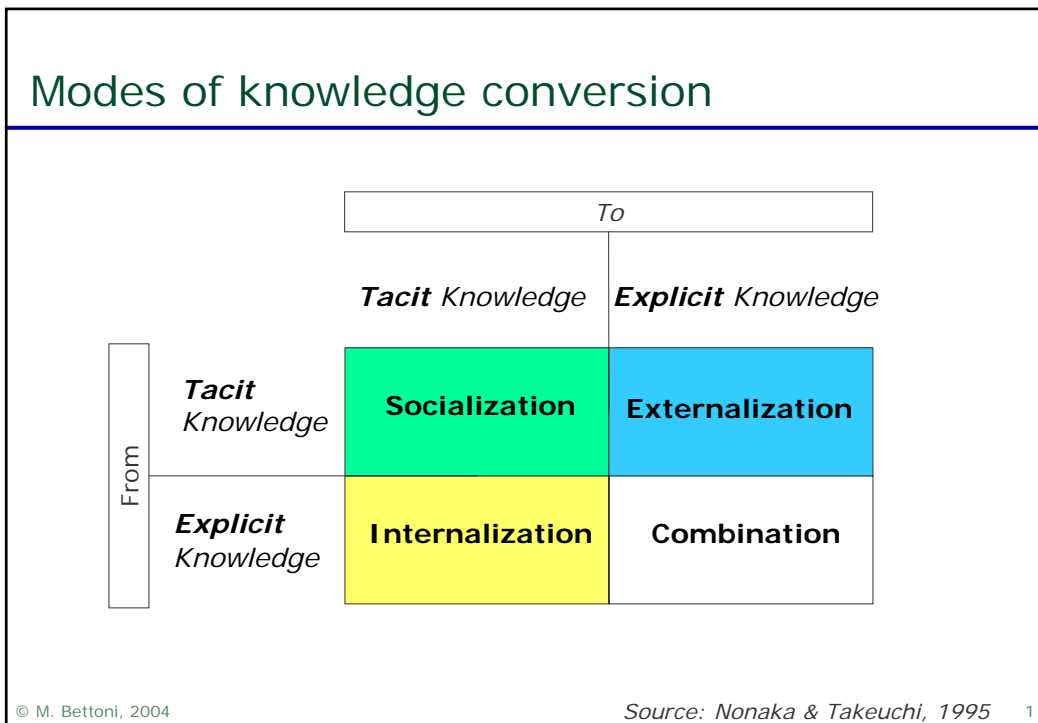 Modes of knowledge conversion
To
Tacit Knowledge Explicit Knowledge
From
Tacit
Knowledge
Socialization Externalization
Explicit
Knowledge
Internalization Combination
© M. Bettoni, 2004 Source: Nonaka & Takeuchi, 1995 1